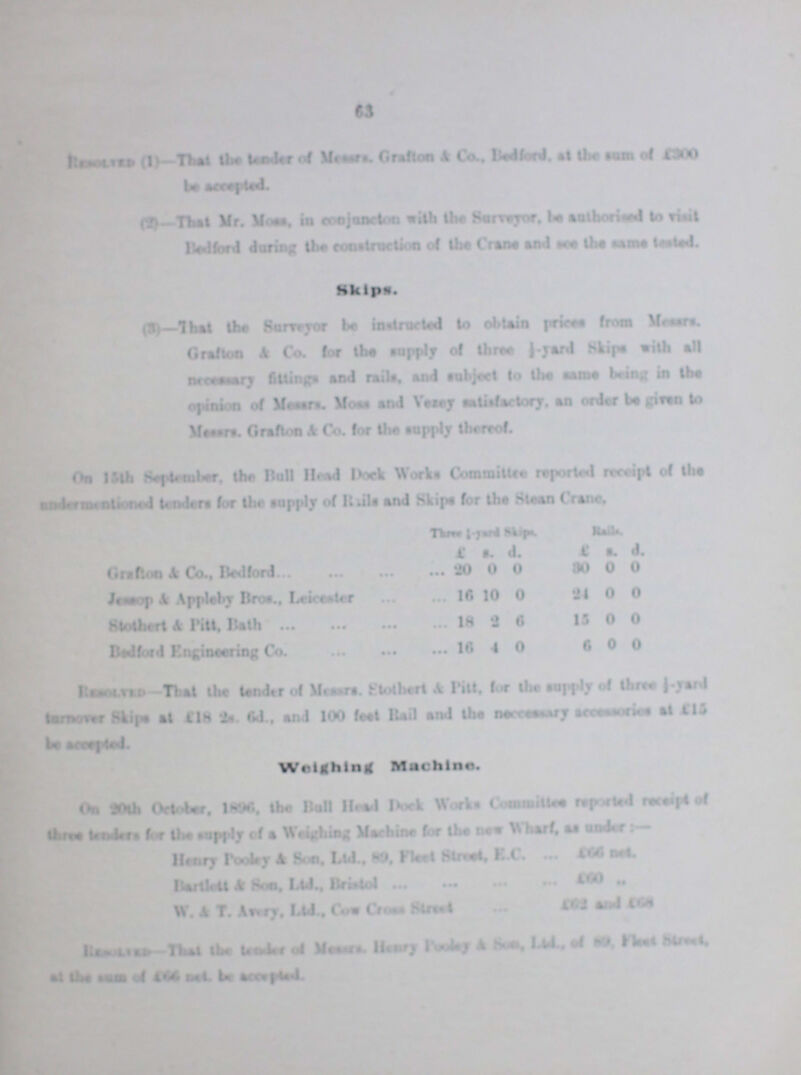 63
RESOLVED (1)—That the tender of Messrs. Grafton & Co., Bedford, at the sum of £300
be accepted.
(2)—That Mr. Moss, in conjuncton with the Surveyor, be authorised to visit
Bedford during the construction of the Crane and see the same tested.
Skips.
(3)—That the Surveyor be instructed to obtain prices from Messrs.
Grafton & Co. for the supply of three -yard Skips with all
necessary fittings and rails, and subject to the same being in the
opinion of Messrs. Moss and Vezey satisfactory, an order be given to
Messrs. Grafton & Co. for the supply thereof.
On 15th September, the Bull Head Dock Works Committee reported receipt of the
undermentioned tenders for the supply of Rails and Skips for the Stean Crane.
Three -yard Skips. Rails.
£ s. d. £ s. d.
Grafton & Co., Bedford... ... ... ... 20 0 0 30 0 0
Jessop & Appleby Bros., Leicester ... ... 16 10 0 24 0 0
Stothert & Pitt, Bath ... ... ... ... 18 2 6 15 0 0
Bedford Engineering Co. ... ... ... 16 4 0 6 0 0
RESOLVED—That the tender of Messrs. Stothert & Pitt, for the supply of three -yard
turnover Skips at £18 2s. 6d., and 100 feet Rail and the neccessary accessories at £15
be accepted.
Weighing Machine.
On 20th October, 1896, the Bull Head Dock Works Committee reported receipt of
three tenders for the supply of a Weighing Machine for the new Wharf, as under:—
Henry Pooley & Son, Ltd., 89, Fleet Street, E.C. ... £66 net.
Bartlett & Son, Ltd., Bristol ... ... ... ... £60 „
W. & T. Avery, Ltd., Cow Cross Street ... £62 and £68
RESOLVED—That the tender of Messrs. Henry Pooley & Son, Ltd., of 89, Fleet Street,
at the sum of £66 net. be accepted.